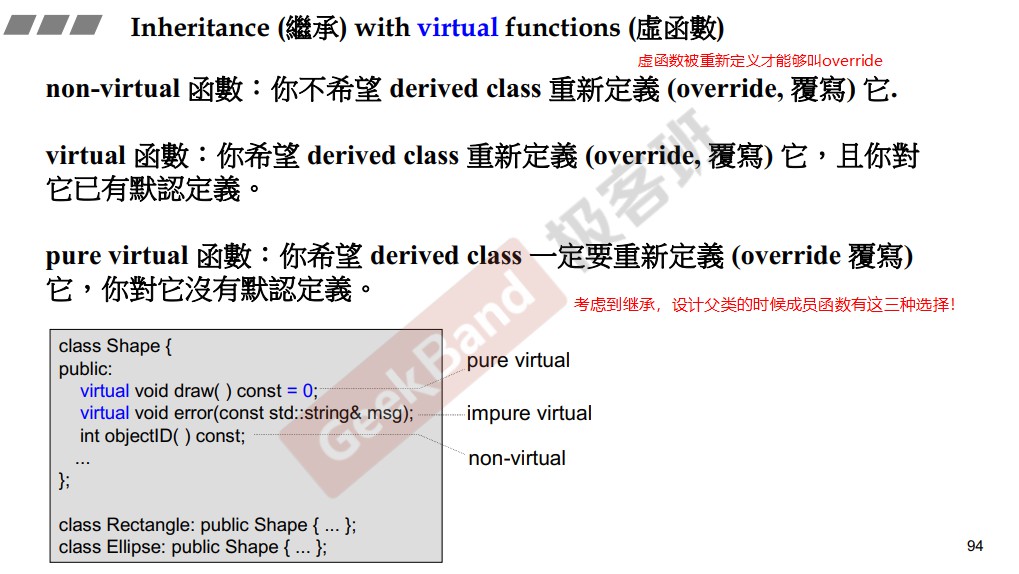 Inheritance (繼承) with virtual functions (虛函數)
虚函数被重新定义才能够叫override
non-virtual 函數：你不希望 derived class 重新定義 (override, 覆寫) 它.
virtual 函數：你希望 derived class 重新定義 (override, 覆寫) 它，且你對
它已有默認定義。
pure virtual 函數：你希望 derived class 一定要重新定義 (override 覆寫)
它，你對它沒有默認定義。
考虑到继承，设计父类的时候成员函数有这三种选择！
class Shape {
public:
virtual void draw( ) const = 0;
virtual void error(const std::string& msg);
int objectID( ) const;
...
};
class Rectangle: public Shape { ... };
class Ellipse: public Shape { ... };
pure virtual
impure virtual
non-virtual
GeekBand 极客班
94